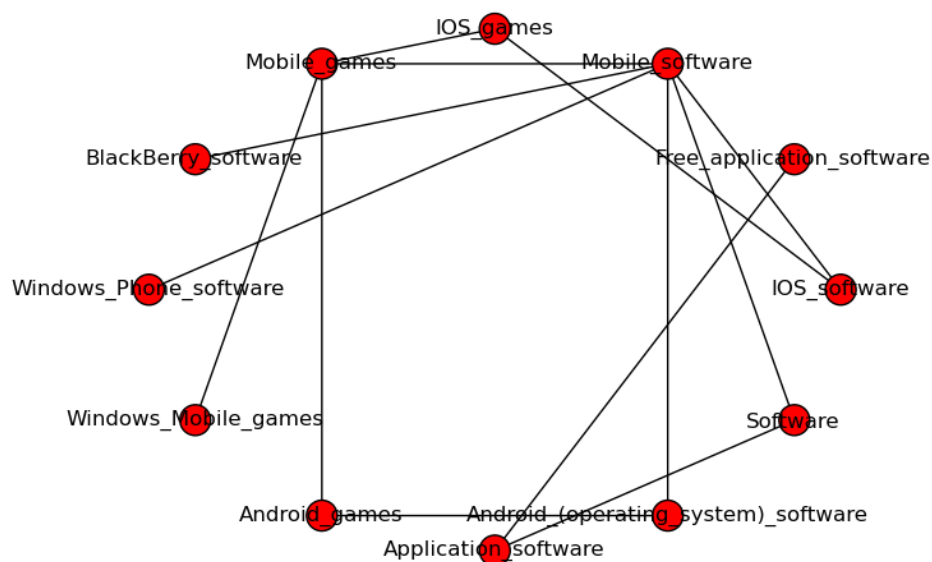 IOS_games
Mobile_games
Mobile_software
BlackBerry_software
Free_application_software
Windows_Phone_software
IOS_software
Windows_Mobile_games
Software
Android_games
Android_(operating_system)_software
Application_software